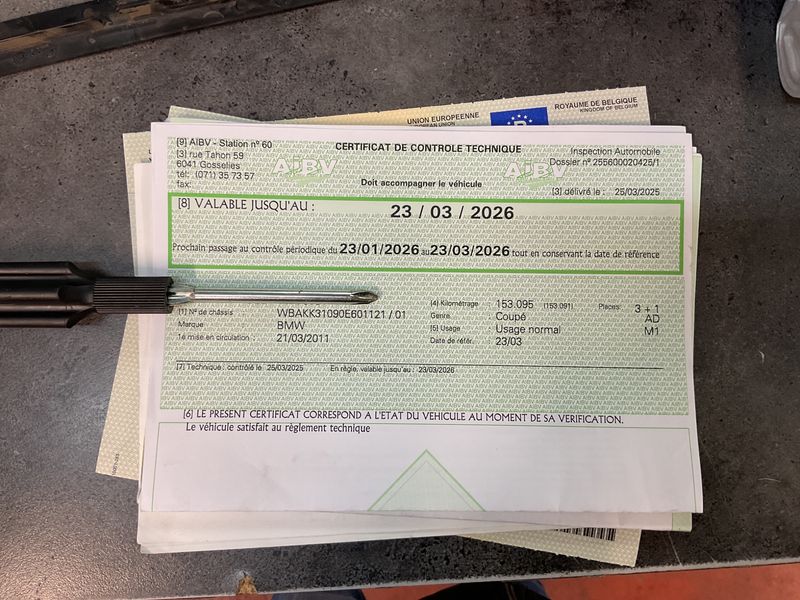 UNION EUROPEENNE
ROYAUME DE BELGIQUE
KINGDOM OF BELGIUM
[9] AIBV - Station n° 60
[3] rue Tahon 59
6041 Gosselies
tél: (071) 35 73 57
fax:
CERTIFICAT DE CONTROLE TECHNIQUE
AIBV
AIBV
Doit accompagner le véhicule
Inspection Automobile
Dossier n° 255600020425/1
[3] délivré le : 25/03/2025
[8] VALABLE JUSQU'AU : 23 / 03 / 2026
Prochain passage au contrôle périodique du 23/01/2026 au 23/03/2026 tout en conservant la date de référence
[1] N° de châssis WBAKK31090E601121 / 01
Marque BMW
1e mise en circulation 21/03/2011
[4] Kilométrage 153.095 (153.091) Places: 3 + 1
Genre Coupé AD
[5] Usage Usage normal M1
Date de référ. 23/03
[7] Technique : contrôlé le 25/03/2025 En règle, valable jusqu'au : 23/03/2026
[6] LE PRESENT CERTIFICAT CORRESPOND A L'ETAT DU VEHICULE AU MOMENT DE SA VERIFICATION.
Le véhicule satisfait au règlement technique